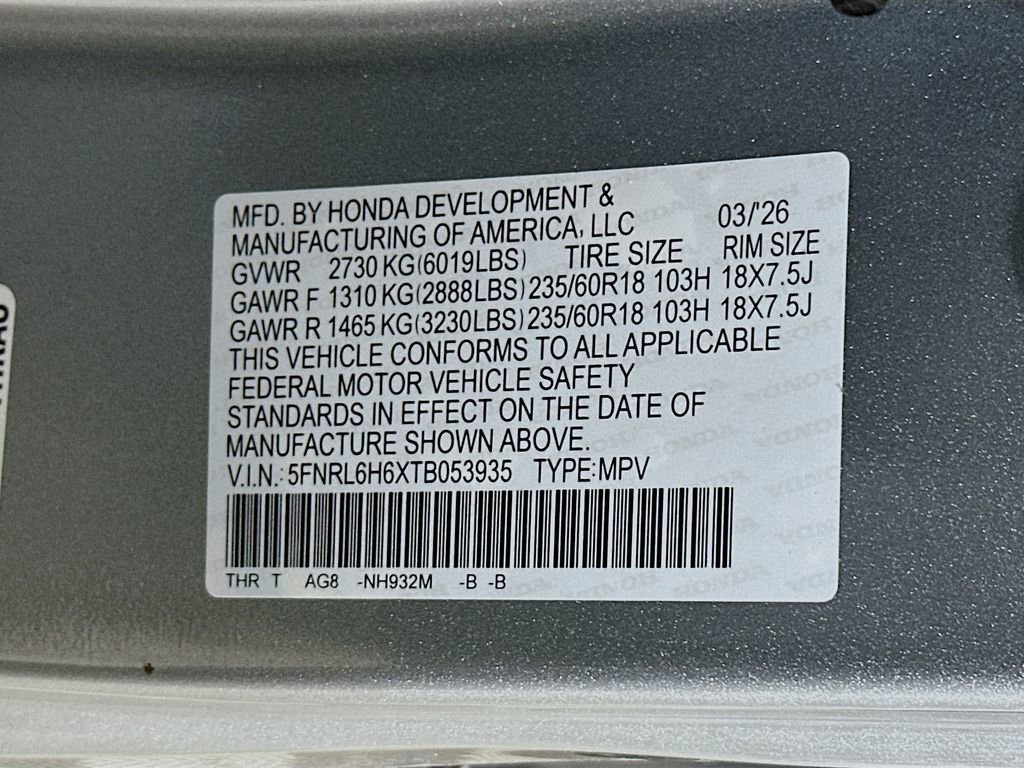 MFD. BY HONDA DEVELOPMENT &
MANUFACTURING OF AMERICA, LLC 03/'26
GVWR 2730 KG(6019LBS) TIRE SIZE RIM SIZE
GAWR F 1310 KG(2888LBS) 235/60R18 103H 18X7.5J
GAWR R 1465 KG(3230LBS) 235/60R18 103H 18X7.5J
THIS VEHICLE CONFORMS TO ALL APPLICABLE
FEDERAL MOTOR VEHICLE SAFETY
STANDARDS IN EFFECT ON THE DATE OF
MANUFACTURE SHOWN ABOVE.
V.I.N.: 5FNRL6H6XTB053935 TYPE:MPV
THR T AG8 -NH932M -B -B